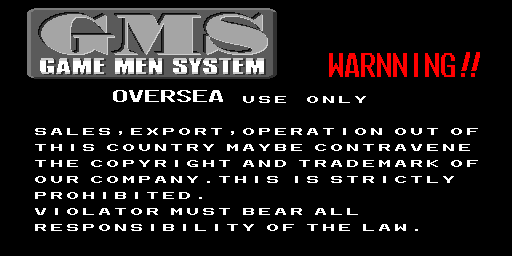 GMS
GAME MEN SYSTEM
WARNNING!!
OVERSEA USE ONLY
SALES,EXPORT,OPERATION OUT OF
THIS COUNTRY MAYBE CONTRAVENE
THE COPYRIGHT AND TRADEMARK OF
OUR COMPANY.THIS IS STRICTLY
PROHIBITED.
VIOLATOR MUST BEAR ALL
RESPONSIBILITY OF THE LAW.